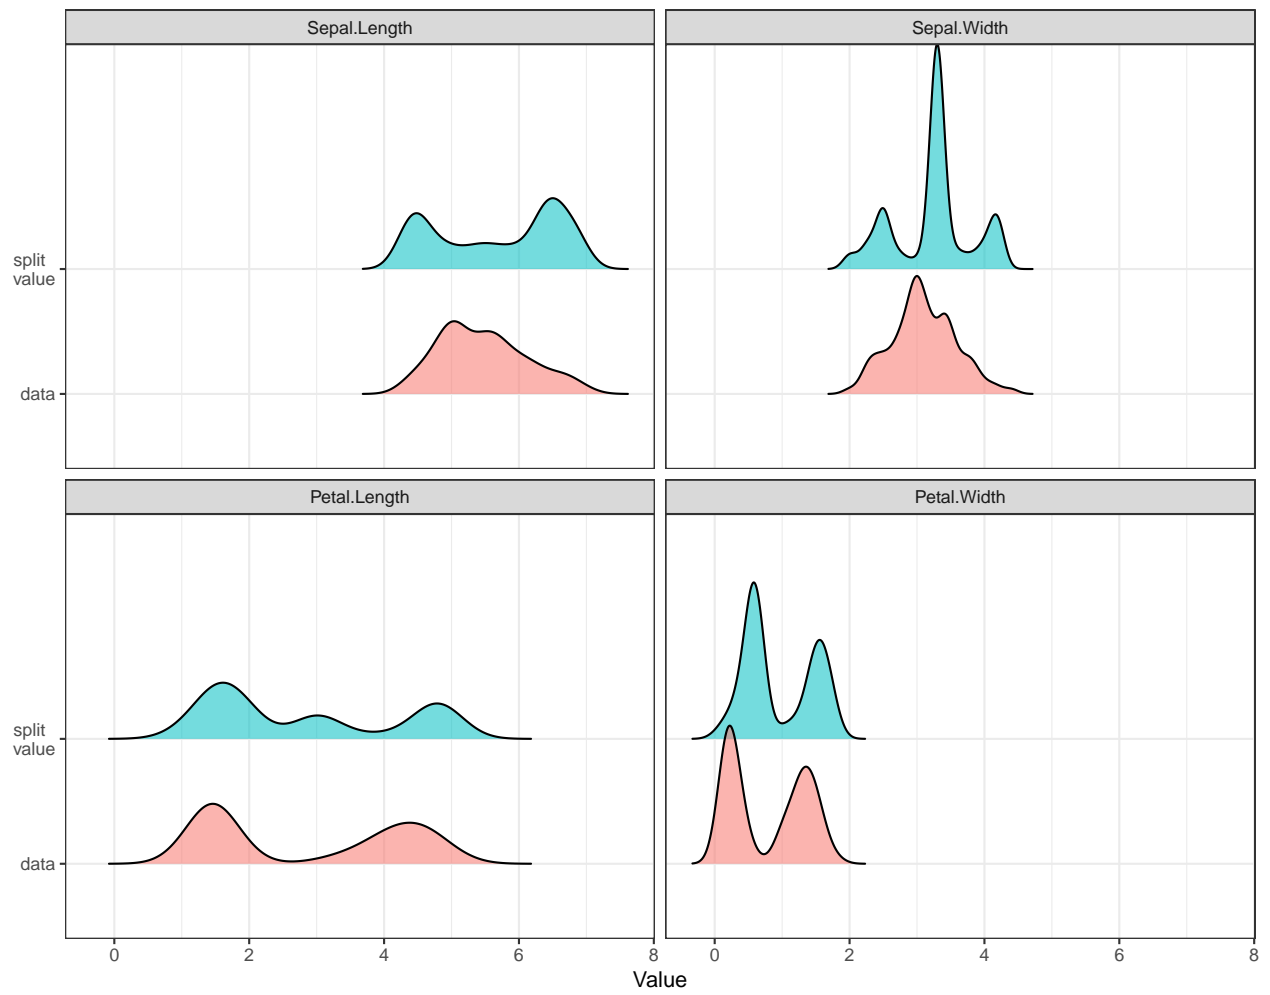 Sepal.Length
Sepal.Width
split
value
data
Petal.Length
Petal.Width
split
value
data
0 2 4 6 8
0 2 4 6 8
Value